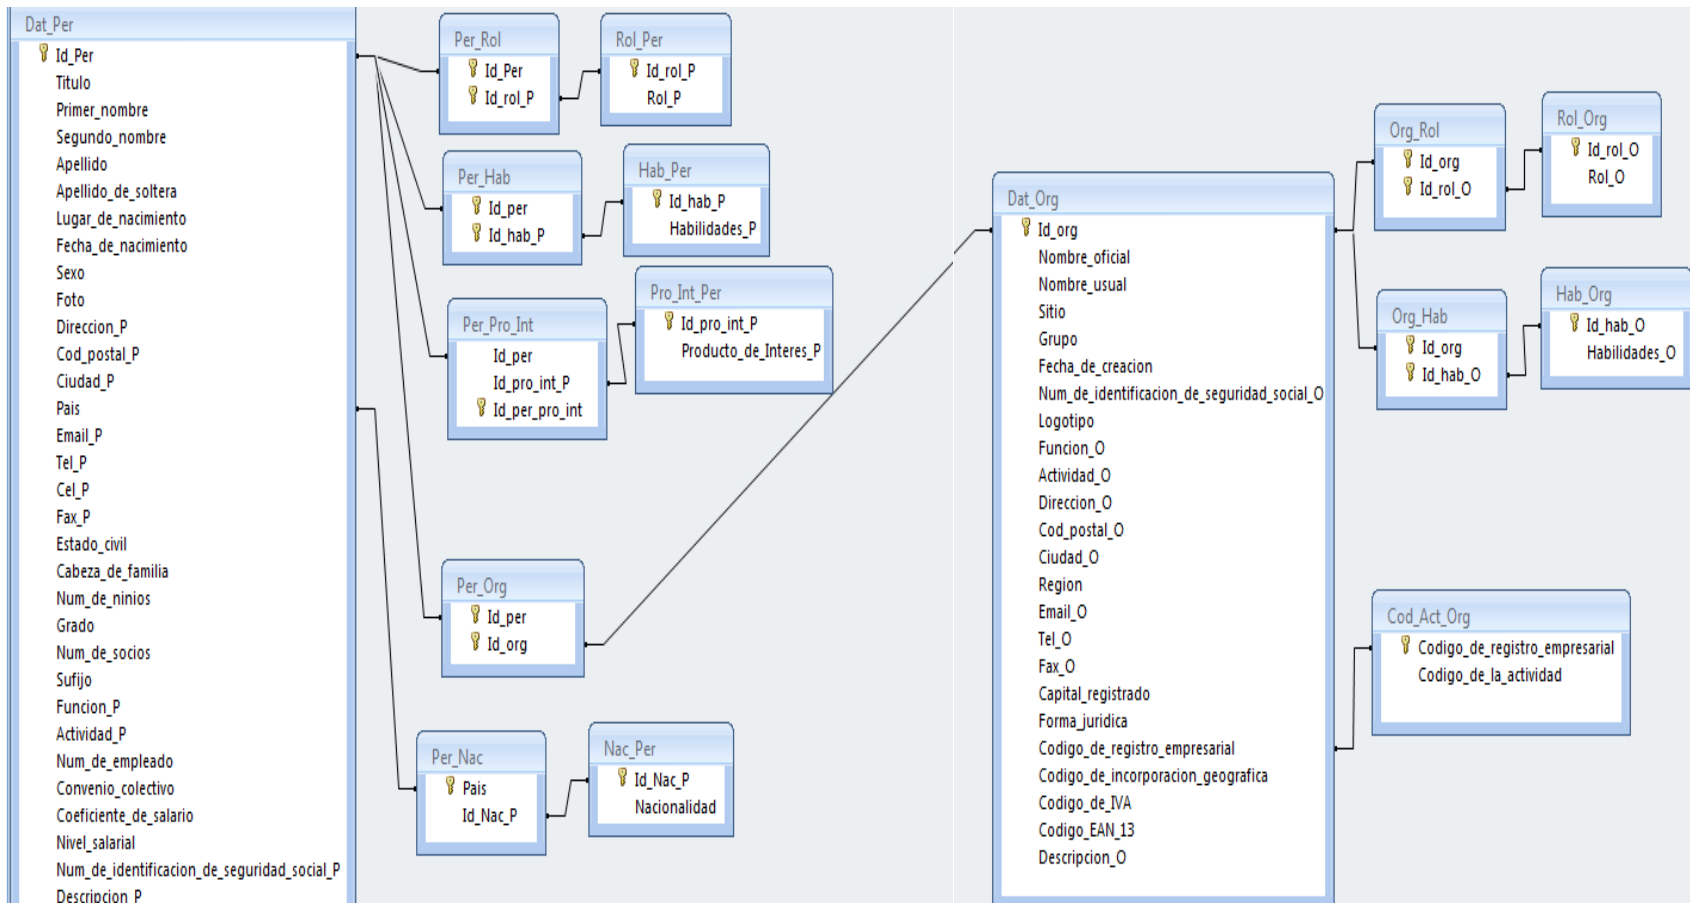 Dat_Per
Id_Per
Titulo
Primer_nombre
Segundo_nombre
Apellido
Apellido_de_soltera
Lugar_de_nacimiento
Fecha_de_nacimiento
Sexo
Foto
Direccion_P
Cod_postal_P
Ciudad_P
Pais
Email_P
Tel_P
Cel_P
Fax_P
Estado_civil
Cabeza_de_familia
Num_de_ninios
Grado
Num_de_socios
Sufijo
Funcion_P
Actividad_P
Num_de_empleado
Convenio_colectivo
Coeficiente_de_salario
Nivel_salarial
Num_de_identificacion_de_seguridad_social_P
Descripcion_P
Per_Rol
Id_Per
Id_rol_P
Rol_Per
Id_rol_P
Rol_P
Per_Hab
Id_per
Id_hab_P
Hab_Per
Id_hab_P
Habilidades_P
Per_Pro_Int
Id_per
Id_pro_int_P
Id_per_pro_int
Pro_Int_Per
Id_pro_int_P
Producto_de_Interes_P
Per_Org
Id_per
Id_org
Per_Nac
Pais
Id_Nac_P
Nac_Per
Id_Nac_P
Nacionalidad
Dat_Org
Id_org
Nombre_oficial
Nombre_usual
Sitio
Grupo
Fecha_de_creacion
Num_de_identificacion_de_seguridad_social_O
Logotipo
Funcion_O
Actividad_O
Direccion_O
Cod_postal_O
Ciudad_O
Region
Email_O
Tel_O
Fax_O
Capital_registrado
Forma_juridica
Codigo_de_registro_empresarial
Codigo_de_incorporacion_geografica
Codigo_de_IVA
Codigo_EAN_13
Descripcion_O
Org_Rol
Id_org
Id_rol_O
Rol_Org
Id_rol_O
Rol_O
Org_Hab
Id_org
Id_hab_O
Hab_Org
Id_hab_O
Habilidades_O
Cod_Act_Org
Codigo_de_registro_empresarial
Codigo_de_la_actividad